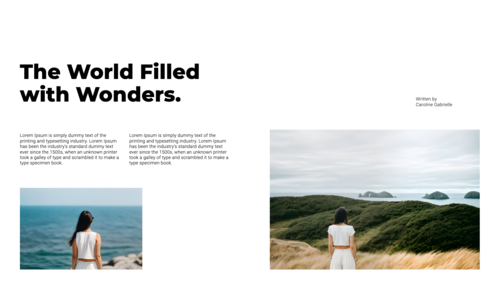 The World Filled
with Wonders.
Written by
Caroline Gabrielle
Lorem Ipsum is simply dummy text of the
printing and typesetting industry. Lorem Ipsum
has been the industry's standard dummy text
ever since the 1500s, when an unknown printer
took a galley of type and scrambled it to make a
type specimen book.
Lorem Ipsum is simply dummy text of the
printing and typesetting industry. Lorem Ipsum
has been the industry's standard dummy text
ever since the 1500s, when an unknown printer
took a galley of type and scrambled it to make a
type specimen book.